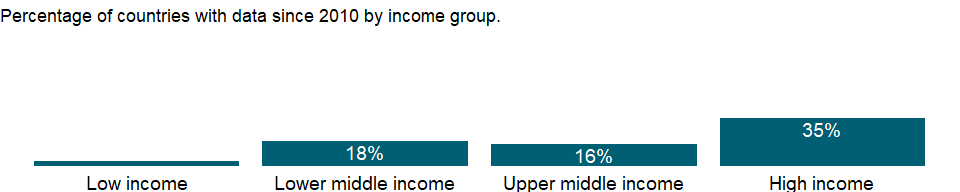 Percentage of countries with data since 2010 by income group.
35%
18%
16%
Low income
Lower middle income
Upper middle income
High income